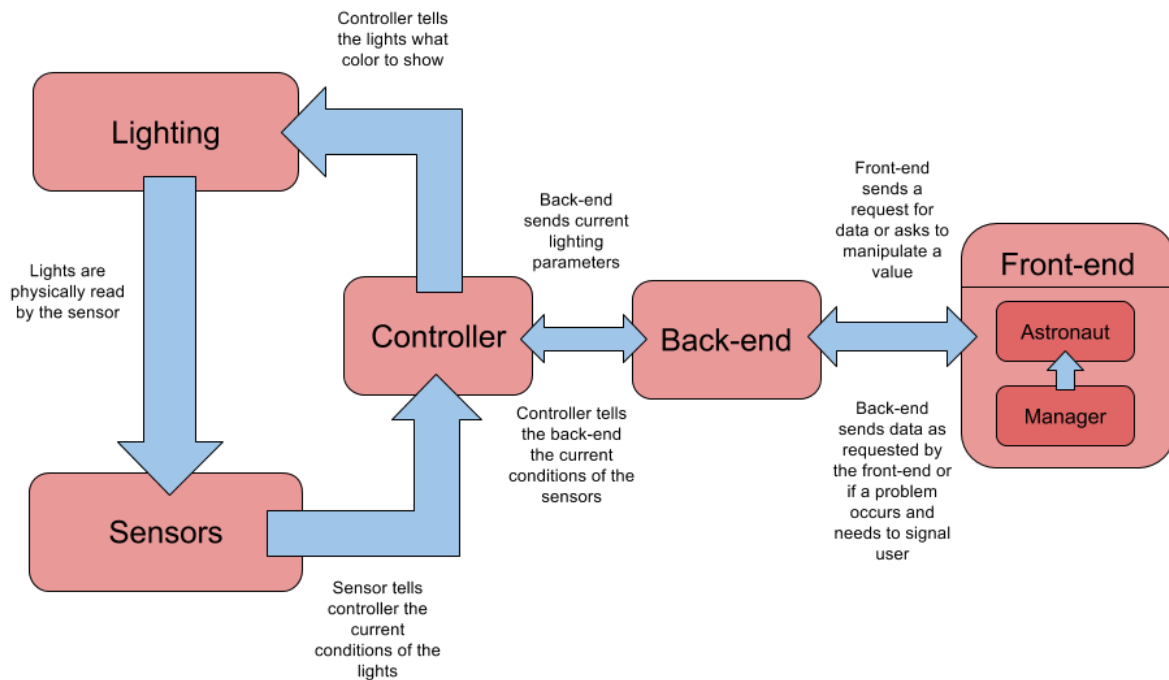 Controller tells
the lights what
color to show
Lighting
Lights are
physically read
by the sensor
Sensors
Sensor tells
controller the
current
conditions of the
lights
Controller
Back-end
sends current
lighting
parameters
Controller tells
the back-end
the current
conditions of the
sensors
Back-end
Front-end
sends a
request for
data or asks to
manipulate a
value
Back-end
sends data as
requested by
the front-end or
if a problem
occurs and
needs to signal
user
Front-end
Astronaut
Manager